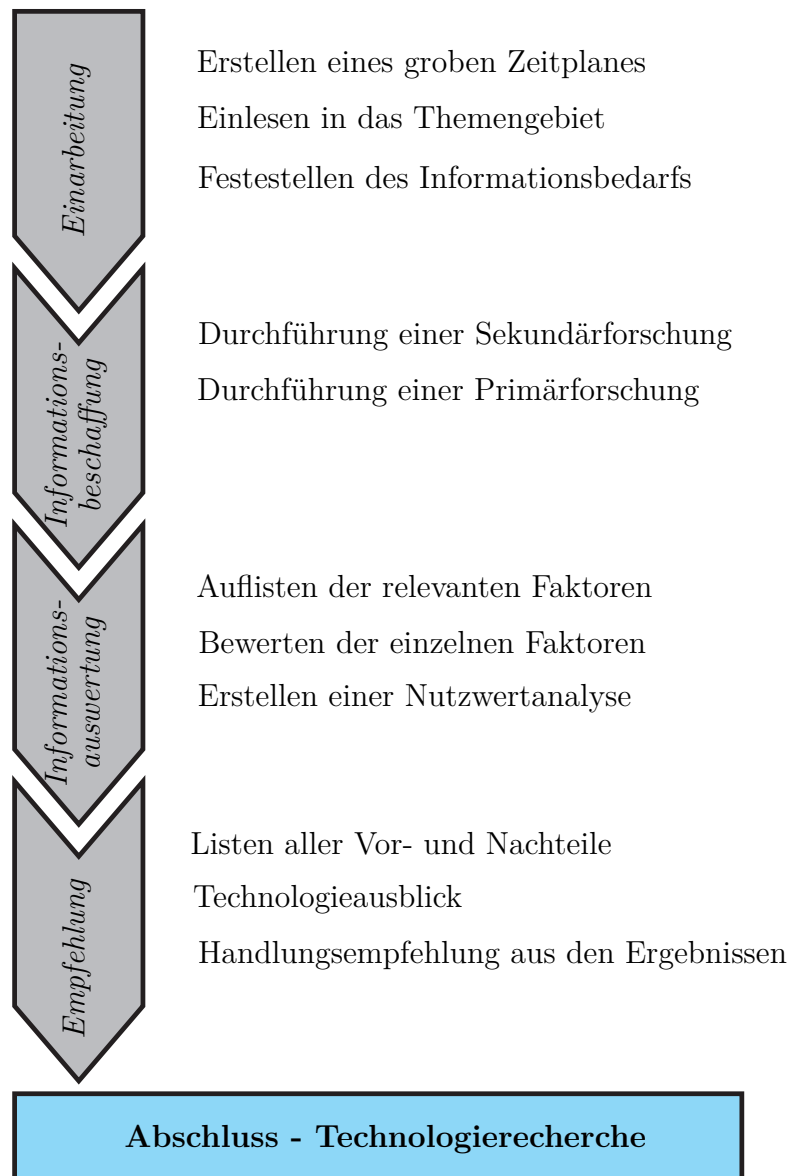 Einarbeitung
Erstellen eines groben Zeitplanes
Einlesen in das Themengebiet
Festestellen des Informationsbedarfs
Informations-
beschaffung
Durchführung einer Sekundärforschung
Durchführung einer Primärforschung
Informations-
auswertung
Auflisten der relevanten Faktoren
Bewerten der einzelnen Faktoren
Erstellen einer Nutzwertanalyse
Empfehlung
Listen aller Vor- und Nachteile
Technologieausblick
Handlungsempfehlung aus den Ergebnissen
Abschluss - Technologierecherche